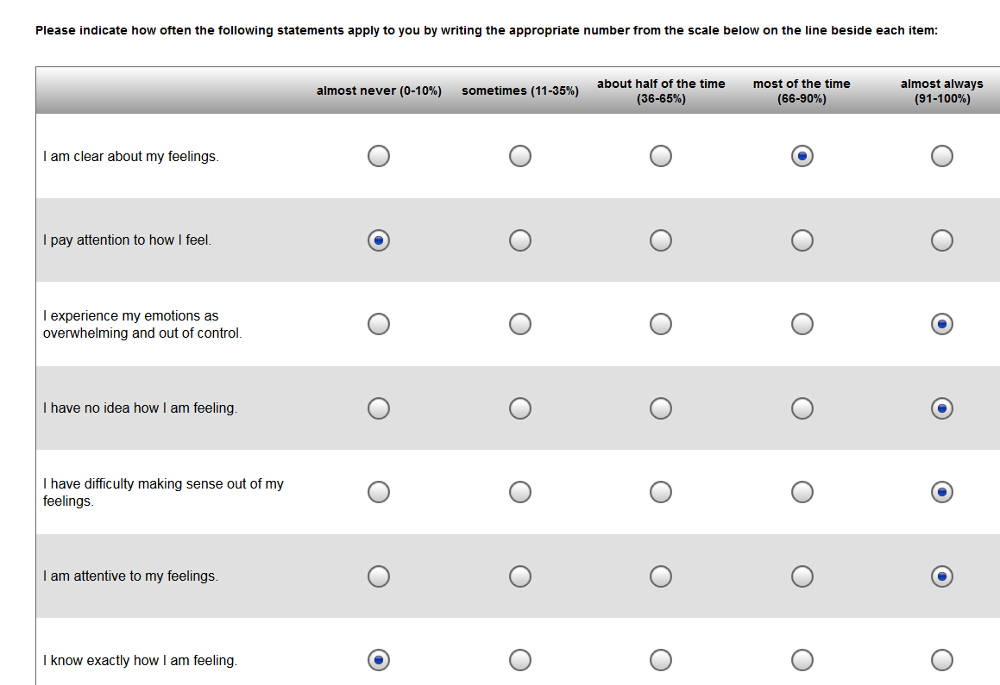 Please indicate how often the following statements apply to you by writing the appropriate number from the scale below on the line beside each item:
almost never (0-10%) sometimes (11-35%) about half of the time (36-65%) most of the time (66-90%) almost always (91-100%)
I am clear about my feelings.
I pay attention to how I feel.
I experience my emotions as
overwhelming and out of control.
I have no idea how I am feeling.
I have difficulty making sense out of my
feelings.
I am attentive to my feelings.
I know exactly how I am feeling.